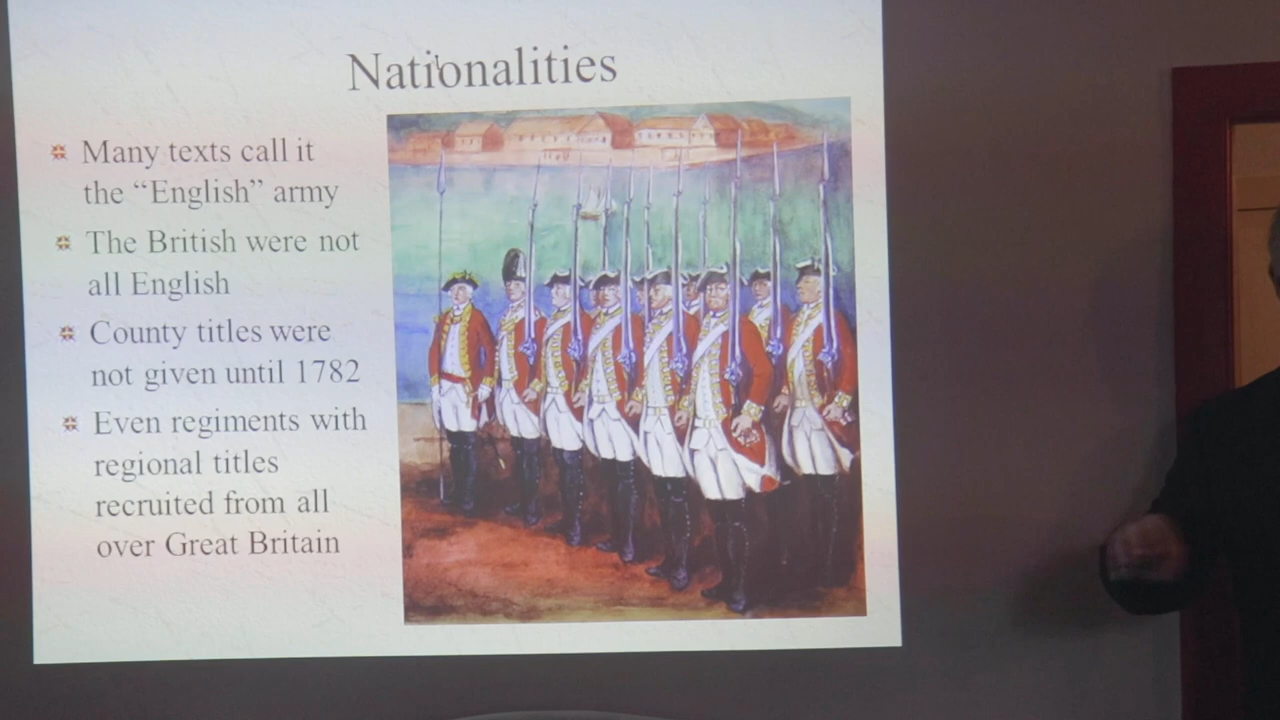 Nationalities
Many texts call it
the “English” army
The British were not
all English
County titles were
not given until 1782
Even regiments with
regional titles
recruited from all
over Great Britain